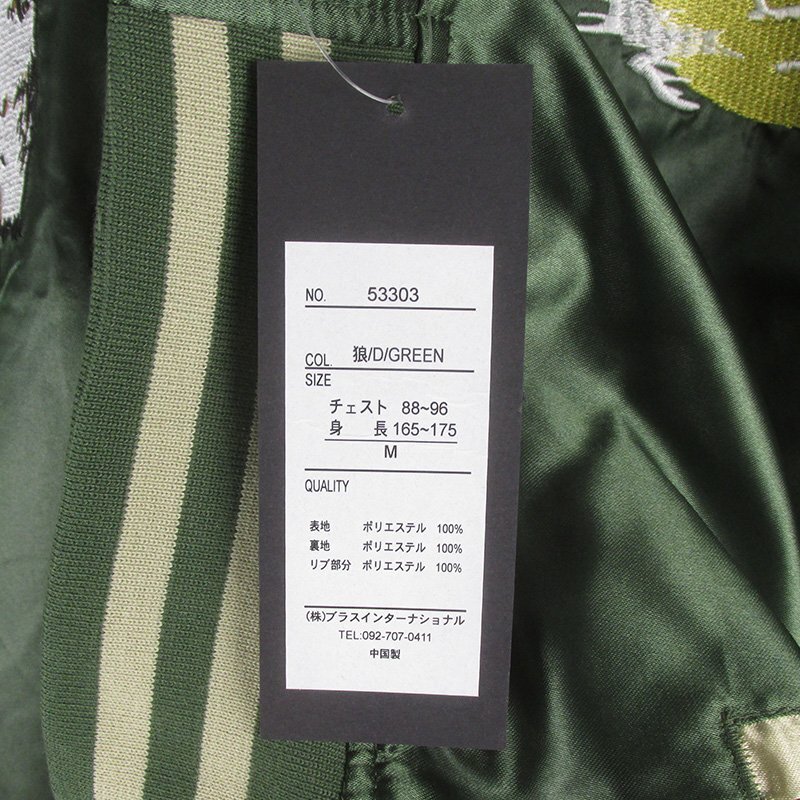 NO. 53303
COL. 狼/D/GREEN
SIZE
チェスト 88~96
身 長 165~175
M
QUALITY
表地 ポリエステル 100%
裏地 ポリエステル 100%
リブ部分 ポリエステル 100%
(株)プラスインターナショナル
TEL:092-707-0411
中国製